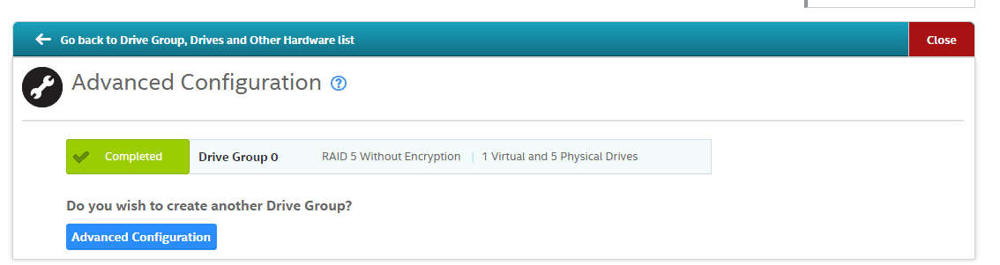 Go back to Drive Group, Drives and Other Hardware list
Close
Advanced Configuration ?
Completed
Drive Group 0
RAID 5 Without Encryption | 1 Virtual and 5 Physical Drives
Do you wish to create another Drive Group?
Advanced Configuration